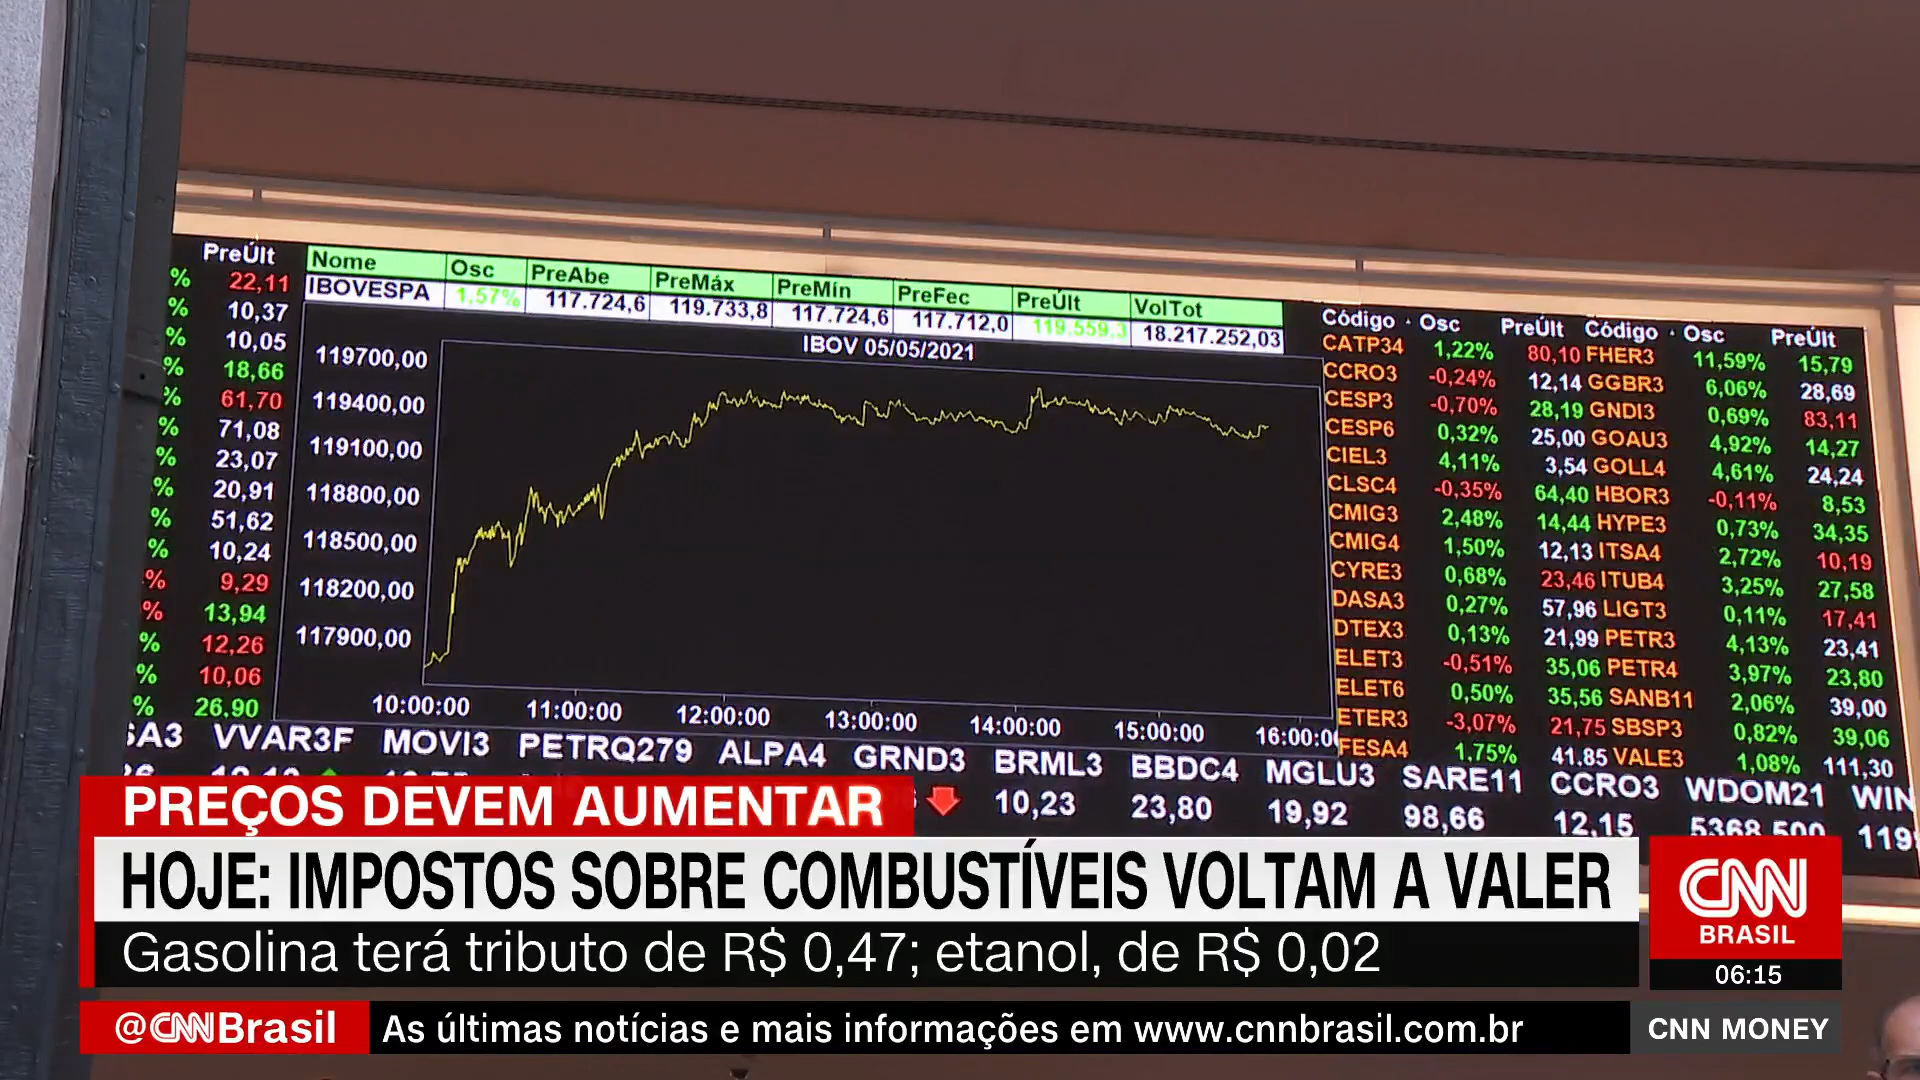 PreÚlt
% 22,11
% 10,37
% 10,05
% 18,66
% 61,70
% 71,08
% 23,07
% 20,91
% 51,62
% 10,24
% 9,29
% 13,94
% 12,26
% 10,06
% 26,90
Nome Osc PreAbe PreMáx PreMín PreFec PreÚlt VolTot
IBOVESPA 1,57% 117.724,6 119.733,8 117.724,6 117.712,0 119.559,3 18.217.252,03
IBOV 05/05/2021
119700,00
119400,00
119100,00
118800,00
118500,00
118200,00
117900,00
10:00:00 11:00:00 12:00:00 13:00:00 14:00:00 15:00:00 16:00:00
Código Osc PreÚlt Código Osc PreÚlt
CATP34 1,22% 80,10 FHER3 11,59% 15,79
CCRO3 -0,24% 12,14 GGBR3 6,06% 28,69
CESP3 -0,70% 28,19 GNDI3 0,69% 83,11
CESP6 0,32% 25,00 GOAU3 4,92% 14,27
CIEL3 4,11% 3,54 GOLL4 4,61% 24,24
CLSC4 -0,35% 64,40 HBOR3 -0,11% 8,53
CMIG3 2,48% 14,44 HYPE3 0,73% 34,35
CMIG4 1,50% 12,13 ITSA4 2,72% 10,19
CYRE3 0,68% 23,46 ITUB4 3,25% 27,58
DASA3 0,27% 57,96 LIGT3 0,11% 17,41
DTEX3 0,13% 21,99 PETR3 4,13% 23,41
ELET3 -0,51% 35,06 PETR4 3,97% 23,80
ELET6 0,50% 35,56 SANB11 2,06% 39,00
ETER3 -3,07% 21,75 SBSP3 0,82% 39,06
FESA4 1,75% 41,85 VALE3 1,08% 111,30
SA3 VVAR3F MOVI3 PETRQ279 ALPA4 GRND3 BRML3 BBDC4 MGLU3 SARE11 CCRO3 WDOM21 WIN
10,23 23,80 19,92 98,66 12,15 5368,500 119
PREÇOS DEVEM AUMENTAR
HOJE: IMPOSTOS SOBRE COMBUSTÍVEIS VOLTAM A VALER
Gasolina terá tributo de R$ 0,47; etanol, de R$ 0,02
CNN
BRASIL
06:15
@CNNBrasil As últimas notícias e mais informações em www.cnnbrasil.com.br CNN MONEY